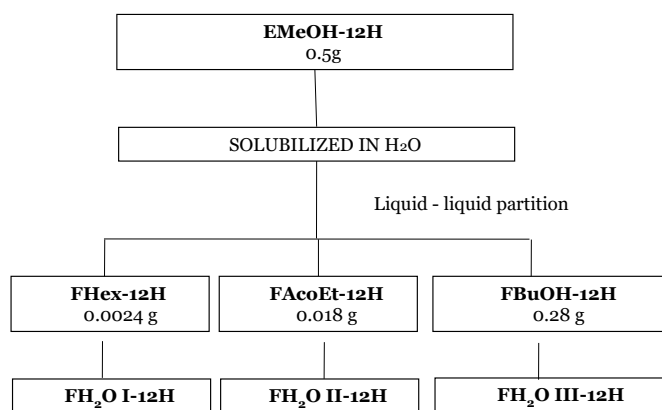 EMeOH-12H
0.5g
SOLUBILIZED IN H₂O
Liquid - liquid partition
FHex-12H
0.0024 g
FAcoEt-12H
0.018 g
FBuOH-12H
0.28 g
FH₂O I-12H
FH₂O II-12H
FH₂O III-12H